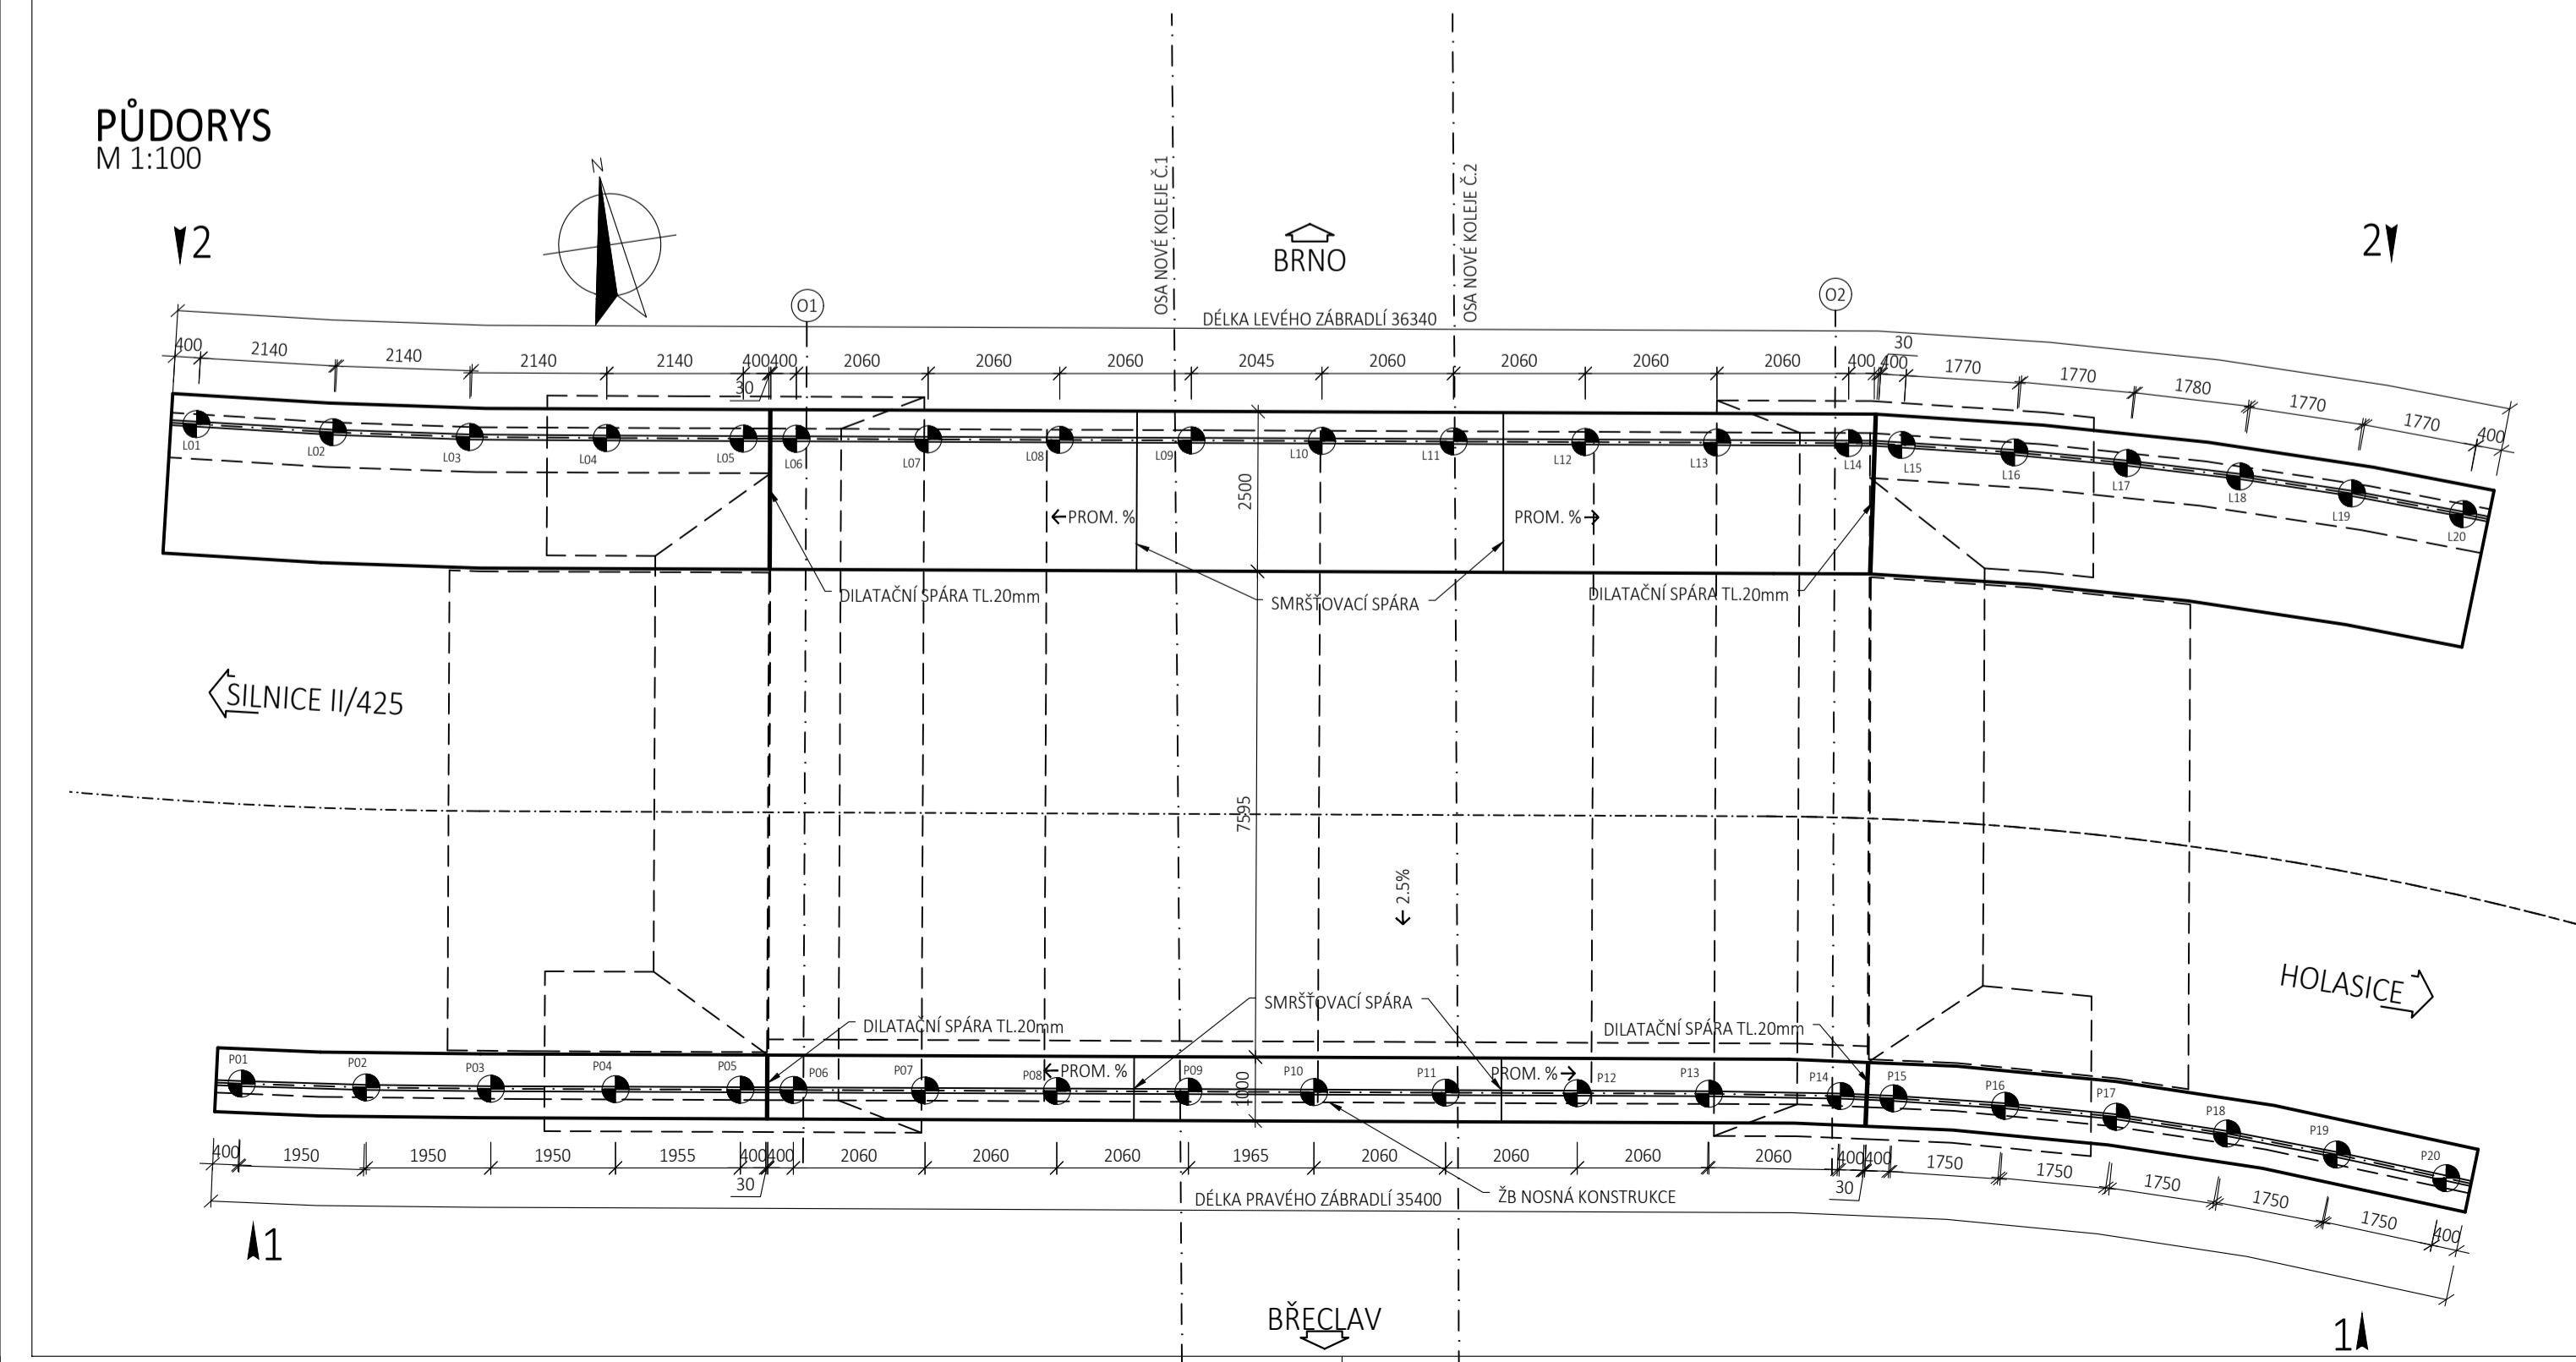 PŮDORYS
M 1:100
N
2
2
BRNO
OSA NOVÉ KOLEJE Č.1
OSA NOVÉ KOLEJE Č.2
O1
O2
DÉLKA LEVÉHO ZÁBRADLÍ 36340
400 2140 2140 2140 2140 400 400 2060 2060 2060 2045 2060 2060 2060 2060 400 400 1770 1770 1780 1770 1770 400
30
30
L01 L02 L03 L04 L05 L06 L07 L08 L09 L10 L11 L12 L13 L14 L15 L16 L17 L18 L19 L20
2500
PROM. %
PROM. %
DILATAČNÍ SPÁRA TL.20mm
SMRŠŤOVACÍ SPÁRA
DILATAČNÍ SPÁRA TL.20mm
SILNICE II/425
7595
2.5%
HOLASICE
SMRŠŤOVACÍ SPÁRA
DILATAČNÍ SPÁRA TL.20mm
DILATAČNÍ SPÁRA TL.20mm
PROM. %
PROM. %
1000
P01 P02 P03 P04 P05 P06 P07 P08 P09 P10 P11 P12 P13 P14 P15 P16 P17 P18 P19 P20
400 1950 1950 1950 1955 400 400 2060 2060 2060 1965 2060 2060 2060 2060 400 400 1750 1750 1750 1750 1750 400
30
30
DÉLKA PRAVÉHO ZÁBRADLÍ 35400
ŽB NOSNÁ KONSTRUKCE
1
BŘECLAV
1